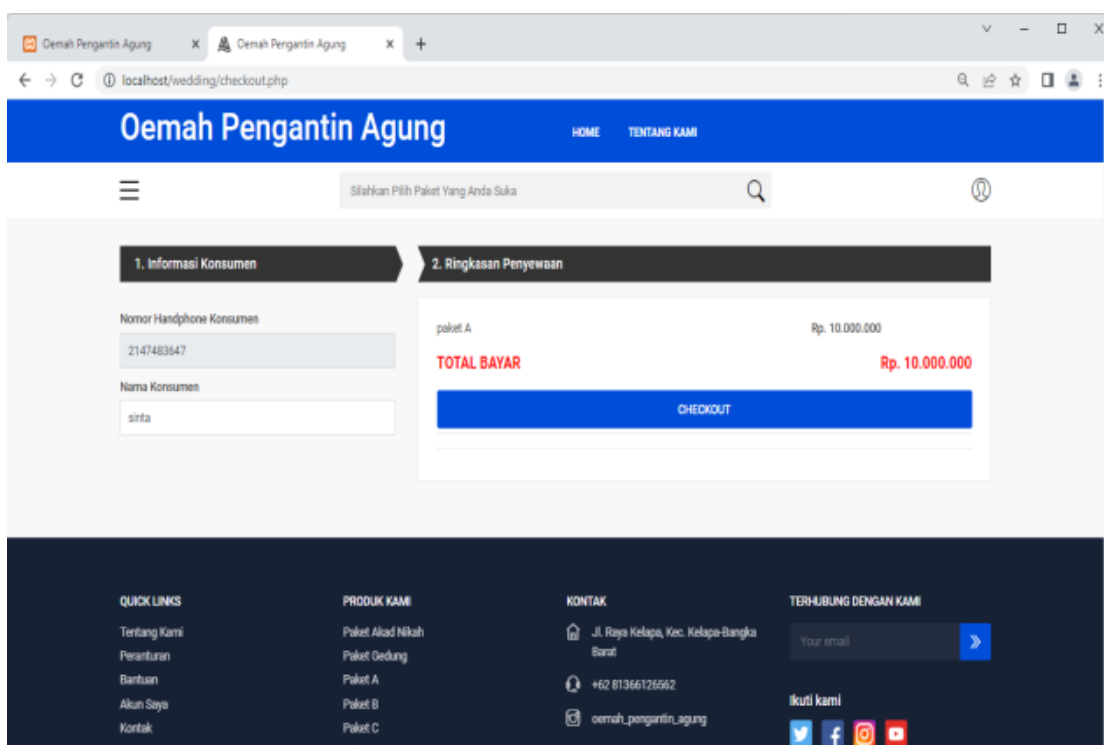 Oemah Pengantin Agung
Oemah Pengantin Agung
localhost/wedding/checkout.php
Oemah Pengantin Agung
HOME
TENTANG KAMI
Silahkan Pilih Paket Yang Anda Suka
1. Informasi Konsumen
2. Ringkasan Penyewaan
Nomor Handphone Konsumen
2147483647
Nama Konsumen
sinta
paket A
Rp. 10.000.000
TOTAL BAYAR
Rp. 10.000.000
CHECKOUT
QUICK LINKS
Tentang Kami
Peranturan
Bantuan
Akun Saya
Kontak
PRODUK KAMI
Paket Akad Nikah
Paket Gedung
Paket A
Paket B
Paket C
KONTAK
Jl. Raya Kelapa, Kec. Kelapa-Bangka
Barat
+62 81366126562
oemah_pengantin_agung
TERHUBUNG DENGAN KAMI
Your email
Ikuti kami